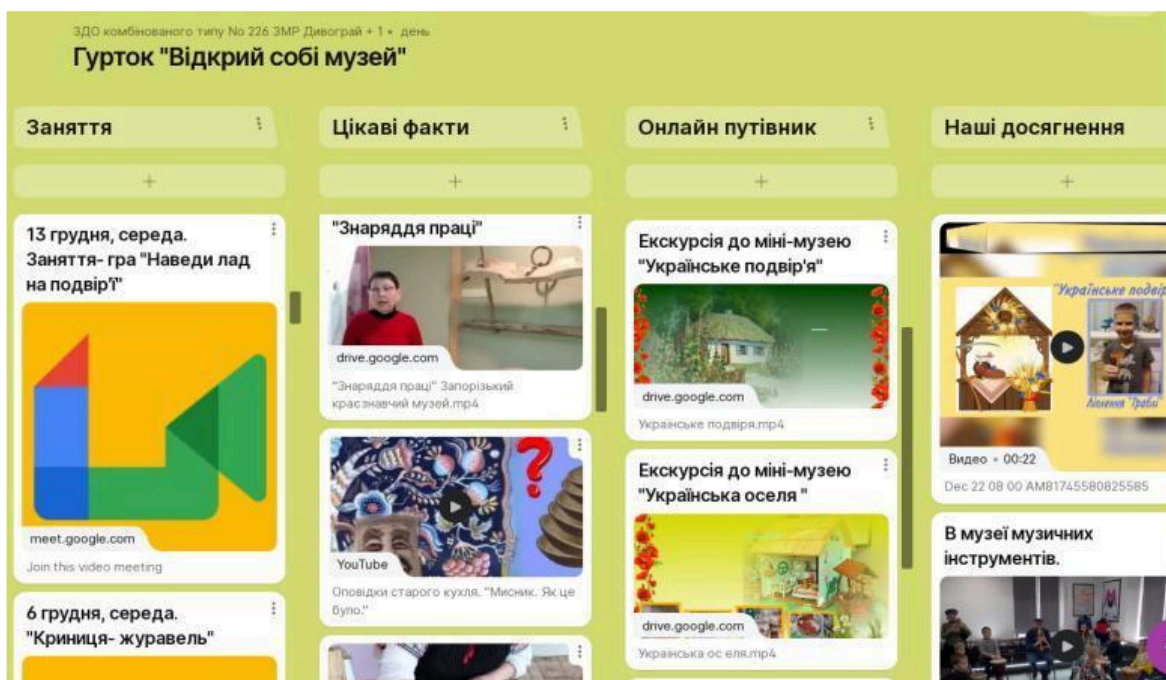 ЗДО комбінованого типу No 226 ЗМР Дивограй + 1 • день
Гурток "Відкрий собі музей"
Заняття
Цікаві факти
Онлайн путівник
Наші досягнення
13 грудня, середа.
Заняття- гра "Наведи лад
на подвір'ї"
meet.google.com
Join this video meeting
6 грудня, середа.
"Криниця- журавель"
"Знаряддя праці"
drive.google.com
"Знаряддя праці" Запорізький
краєзнавчий музей.mp4
YouTube
Оповідки старого кухля. "Мисник. Як це
було."
Екскурсія до міні-музею
"Українське подвір'я"
drive.google.com
Українське подвіря.mp4
Екскурсія до міні-музею
"Українська оселя "
drive.google.com
Українська ос еля.mp4
"Українське подвір
Ліплення "Граблі"
Видео • 00:22
Dec 22 08 00 AM81745580825585
В музеї музичних
інструментів.